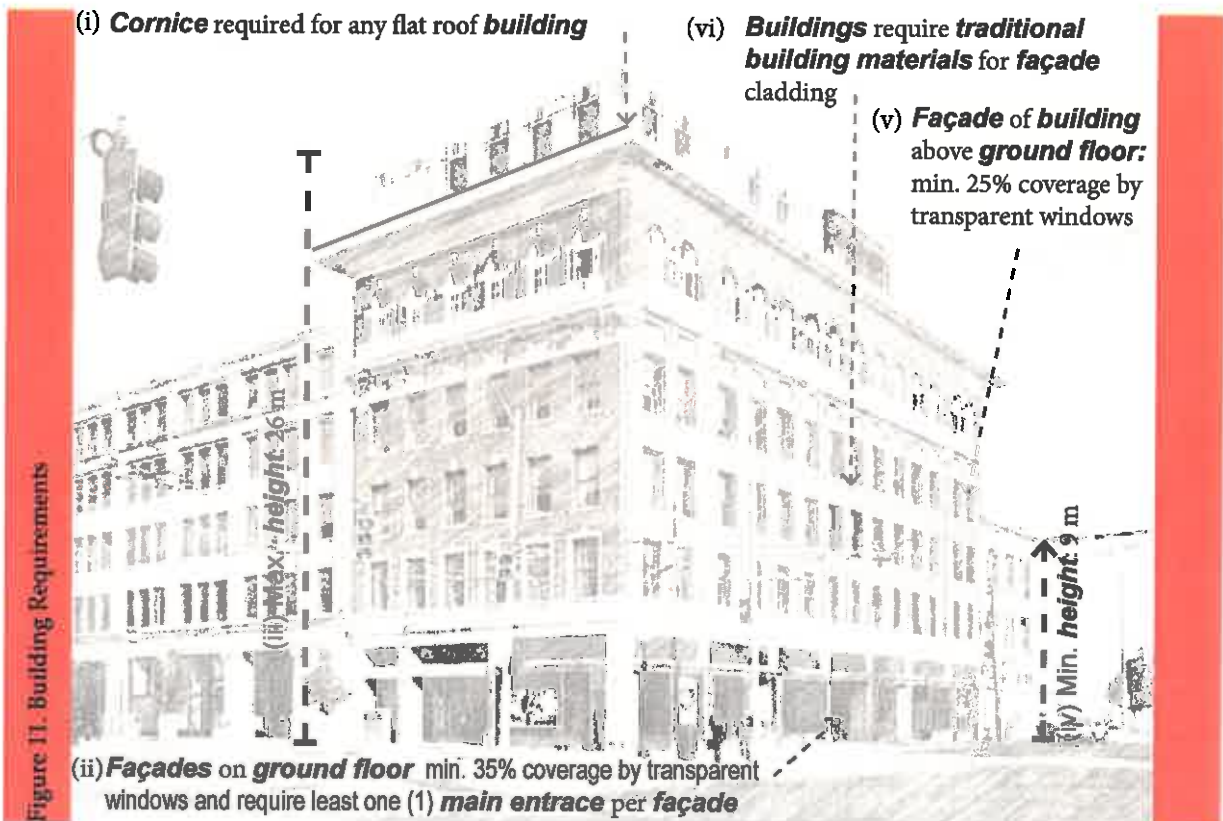 (i) Cornice required for any flat roof building
(vi) Buildings require traditional
building materials for façade
cladding
(v) Façade of building
above ground floor:
min. 25% coverage by
transparent windows
(iii) Mex. height: 26 m
(iv) Min. height: 9 m
(ii) Façades on ground floor min. 35% coverage by transparent
windows and require least one (1) main entrace per façade
Figure 11. Building Requirements